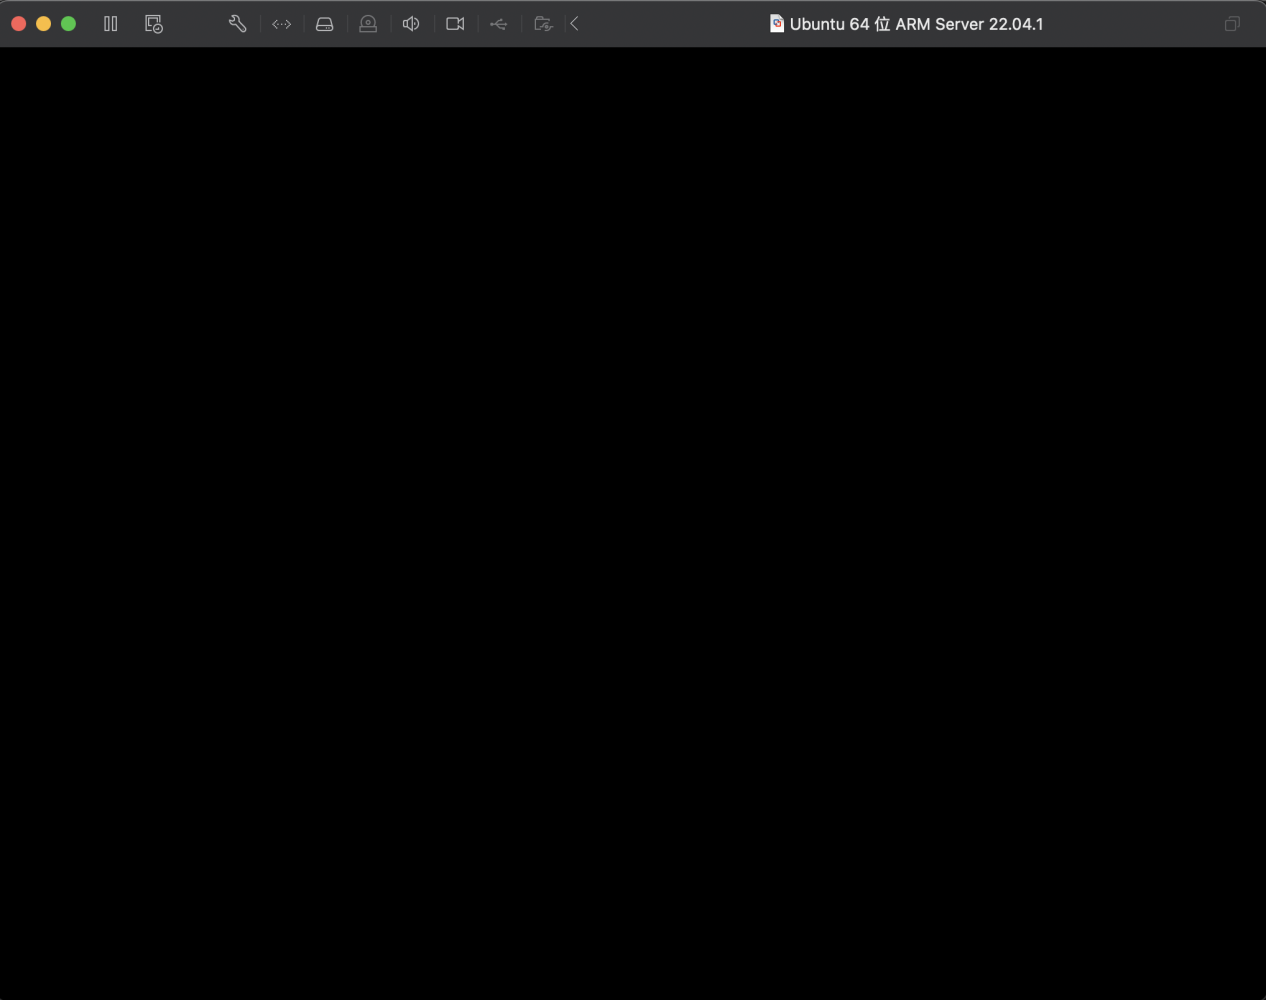 Ubuntu 64 位 ARM Server 22.04.1